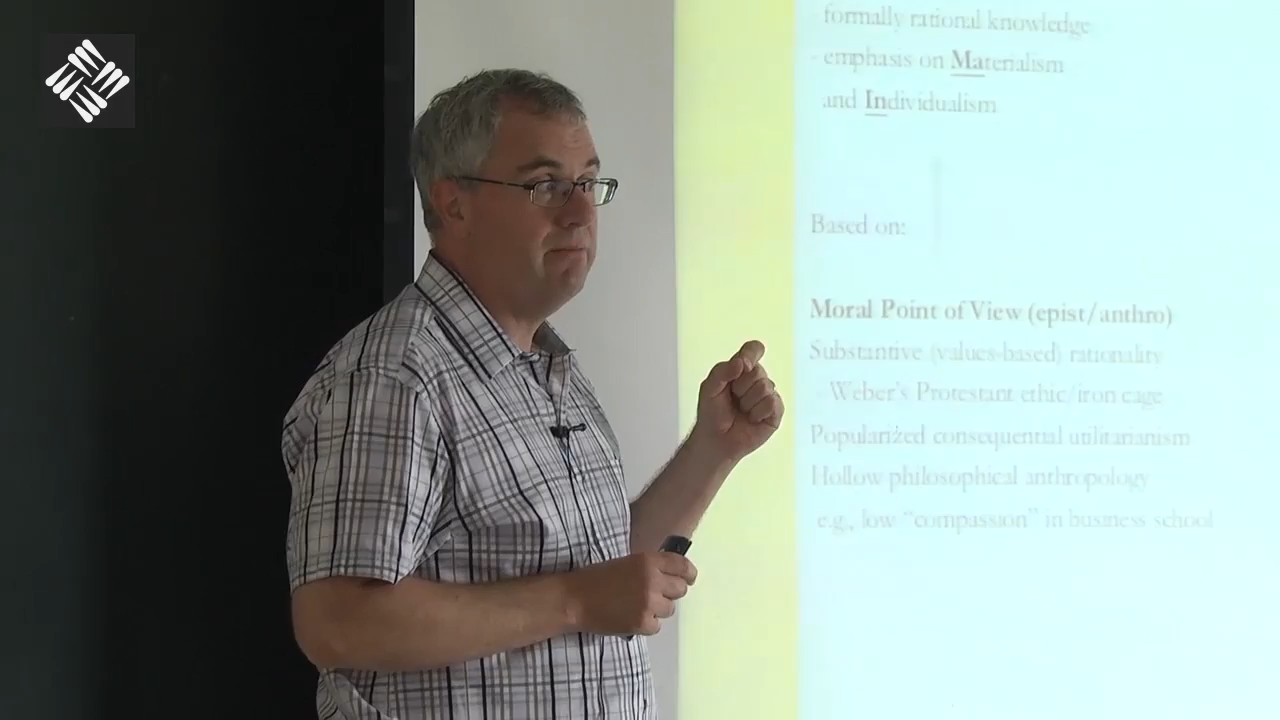 formally rational knowledge
- emphasis on Materialism
and Individualism
Based on:
Moral Point of View (epist/anthro)
Substantive (values-based) rationality
- Weber's Protestant ethic/iron cage
Popularized consequential utilitarianism
Hollow philosophical anthropology
e.g., low “compassion” in business school